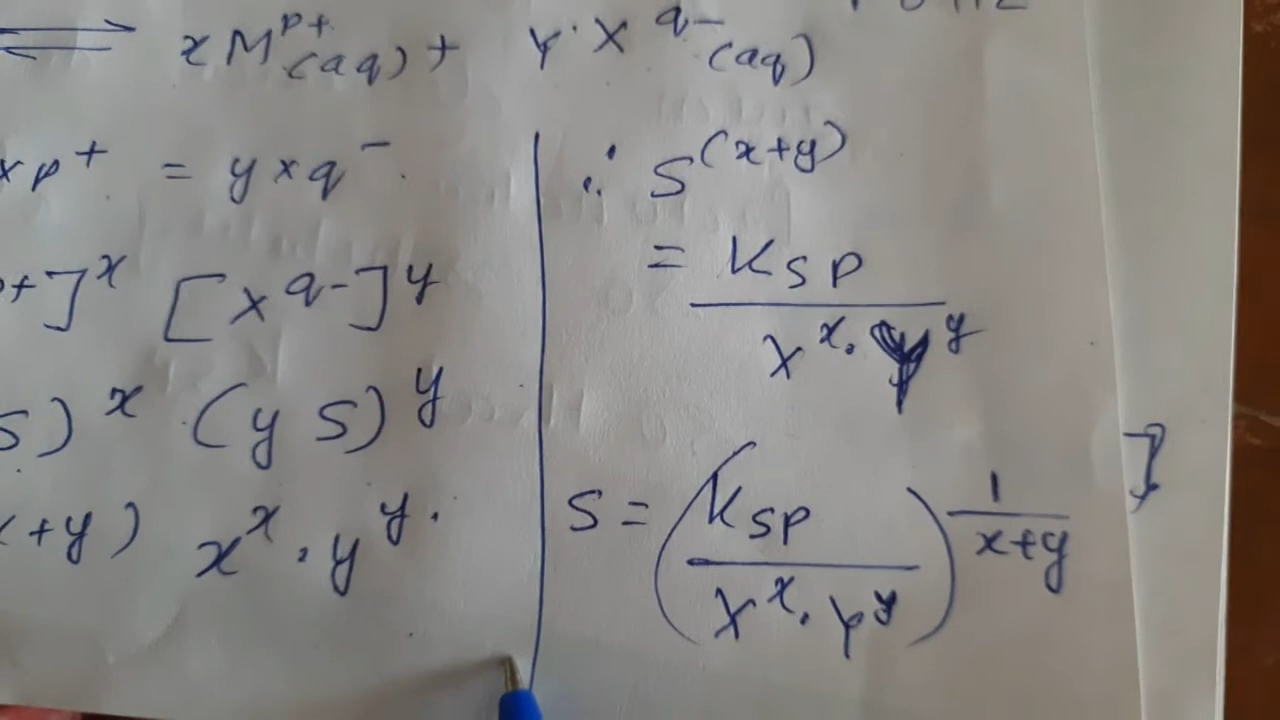 ⇌ xM^p+ (aq) + Y·X^q- (aq)
xp^+ = y×q^-
+]^x [X^q-]^y
S)^x (yS)^y
+y) x^x · y^y.
∴ S^(x+y)
= Ksp
x^x · y^y
S = (Ksp / x^x · y^y)^1/x+y ]